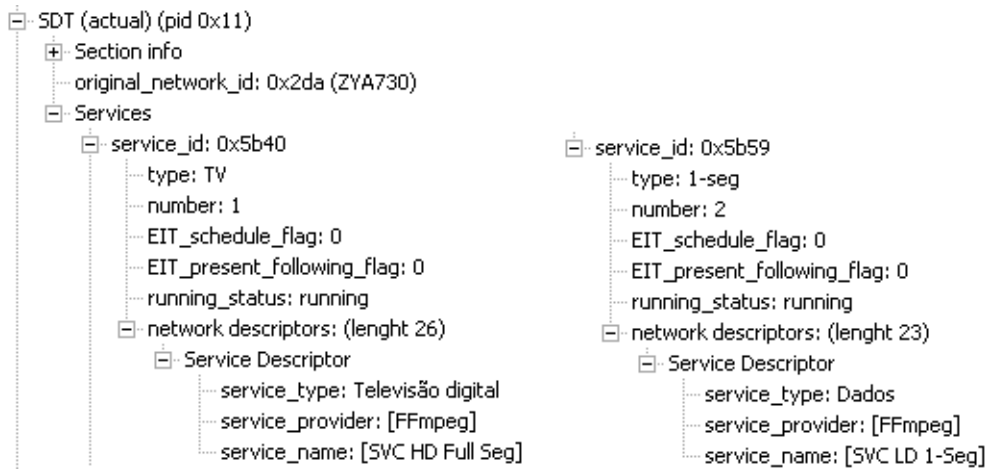 SDT (actual) (pid 0x11)
Section info
original_network_id: 0x2da (ZYA730)
Services
service_id: 0x5b40
type: TV
number: 1
EIT_schedule_flag: 0
EIT_present_following_flag: 0
running_status: running
network descriptors: (lenght 26)
Service Descriptor
service_type: Televisão digital
service_provider: [FFmpeg]
service_name: [SVC HD Full Seg]
service_id: 0x5b59
type: 1-seg
number: 2
EIT_schedule_flag: 0
EIT_present_following_flag: 0
running_status: running
network descriptors: (lenght 23)
Service Descriptor
service_type: Dados
service_provider: [FFmpeg]
service_name: [SVC LD 1-Seg]